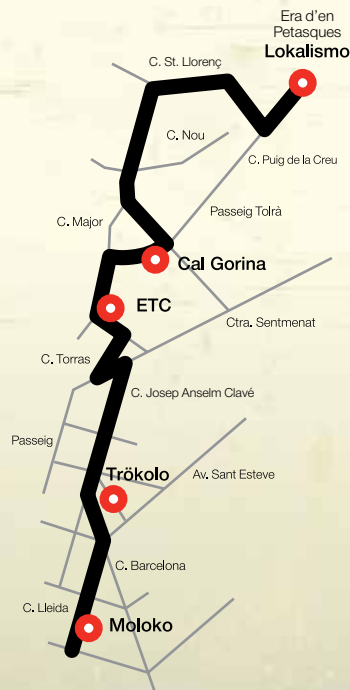 Era d'en
Petasques
Lokalismo
C. St. Llorenç
C. Nou
C. Puig de la Creu
Passeig Tolrà
C. Major
Cal Gorina
ETC
Ctra. Sentmenat
C. Torras
C. Josep Anselm Clavé
Passeig
Trökolo
Av. Sant Esteve
C. Barcelona
C. Lleida
Moloko